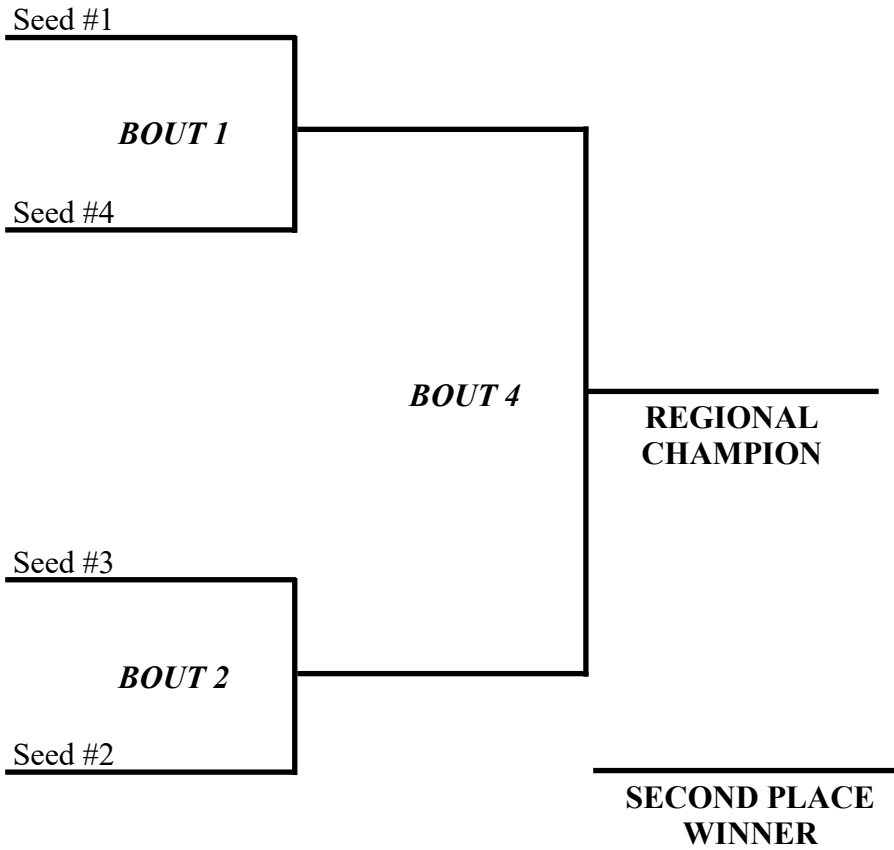 Seed #1
BOUT 1
Seed #4
BOUT 4
REGIONAL
CHAMPION
Seed #3
BOUT 2
Seed #2
SECOND PLACE
WINNER